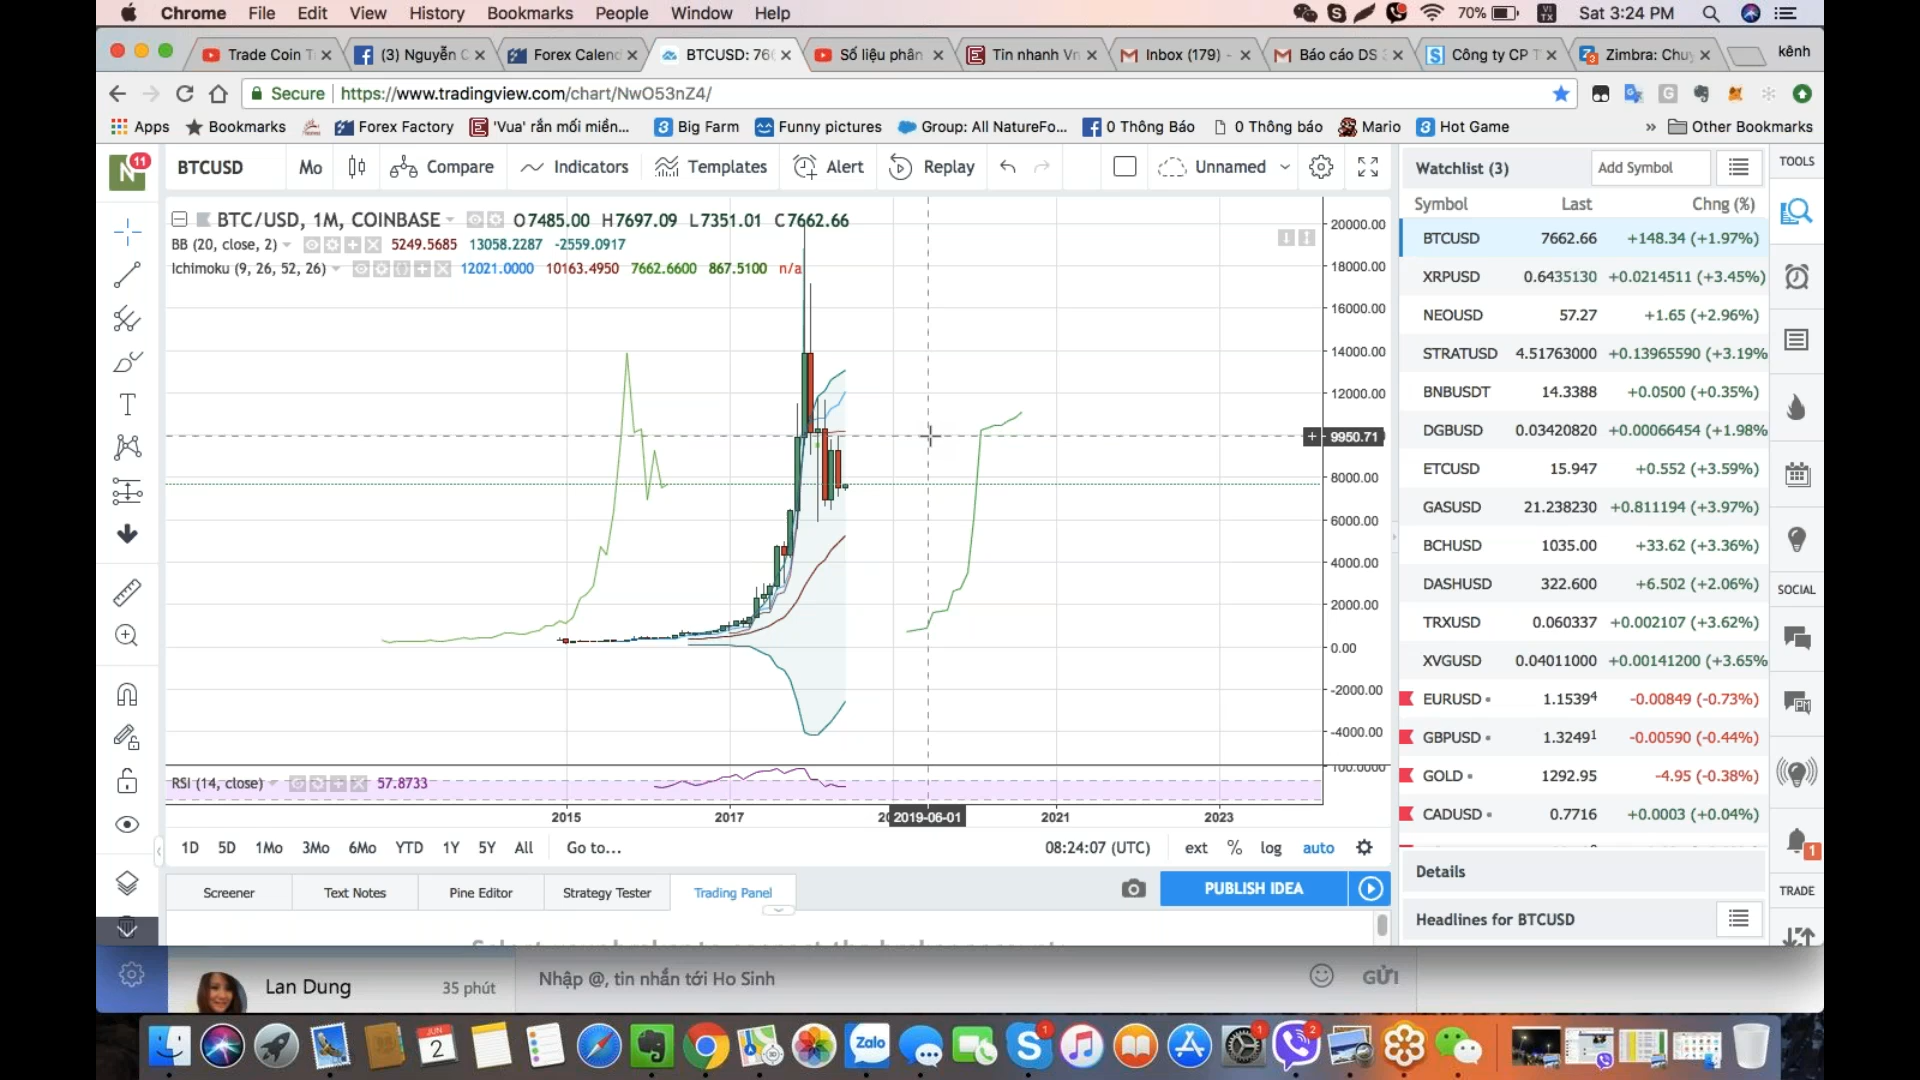 Chrome File Edit View History Bookmarks People Window Help 70% VI TX Sat 3:24 PM
Trade Coin T (3) Nguyễn C Forex Calend BTCUSD: 766 Số liệu phân Tin nhanh Vn Inbox (179) - Báo cáo DS Công ty CP T Zimbra: Chuy kênh
Secure https://www.tradingview.com/chart/NwO53nZ4/
Apps Bookmarks Forex Factory 'Vua' rắn mối miền... Big Farm Funny pictures Group: All NatureFo... 0 Thông Báo 0 Thông báo Mario Hot Game » Other Bookmarks
N 11 BTCUSD Mo Compare Indicators Templates Alert Replay Unnamed
Watchlist (3) Add Symbol TOOLS
BTC/USD, 1M, COINBASE O7485.00 H7697.09 L7351.01 C7662.66
BB (20, close, 2) 5249.5685 13058.2287 -2559.0917
Ichimoku (9, 26, 52, 26) 12021.0000 10163.4950 7662.6600 867.5100 n/a
20000.00
18000.00
16000.00
14000.00
12000.00
9950.71
8000.00
6000.00
4000.00
2000.00
0.00
-2000.00
-4000.00
100.0000
RSI (14, close) 57.8733
2015 2017 2019-06-01 2021 2023
1D 5D 1Mo 3Mo 6Mo YTD 1Y 5Y All Go to... 08:24:07 (UTC) ext % log auto
Screener Text Notes Pine Editor Strategy Tester Trading Panel PUBLISH IDEA
Symbol Last Chng (%)
BTCUSD 7662.66 +148.34 (+1.97%)
XRPUSD 0.6435130 +0.0214511 (+3.45%)
NEOUSD 57.27 +1.65 (+2.96%)
STRATUSD 4.51763000 +0.13965590 (+3.19%
BNBUSDT 14.3388 +0.0500 (+0.35%)
DGBUSD 0.03420820 +0.00066454 (+1.98%
ETCUSD 15.947 +0.552 (+3.59%)
GASUSD 21.238230 +0.811194 (+3.97%)
BCHUSD 1035.00 +33.62 (+3.36%)
DASHUSD 322.600 +6.502 (+2.06%)
TRXUSD 0.060337 +0.002107 (+3.62%)
XVGUSD 0.04011000 +0.00141200 (+3.65%
EURUSD 1.15394 -0.00849 (-0.73%)
GBPUSD 1.32491 -0.00590 (-0.44%)
GOLD 1292.95 -4.95 (-0.38%)
CADUSD 0.7716 +0.0003 (+0.04%)
SOCIAL
1
Details
TRADE
Headlines for BTCUSD
Lan Dung 35 phút Nhập @, tin nhắn tới Ho Sinh GỬI
JUN 2 Zalo 1 1 2